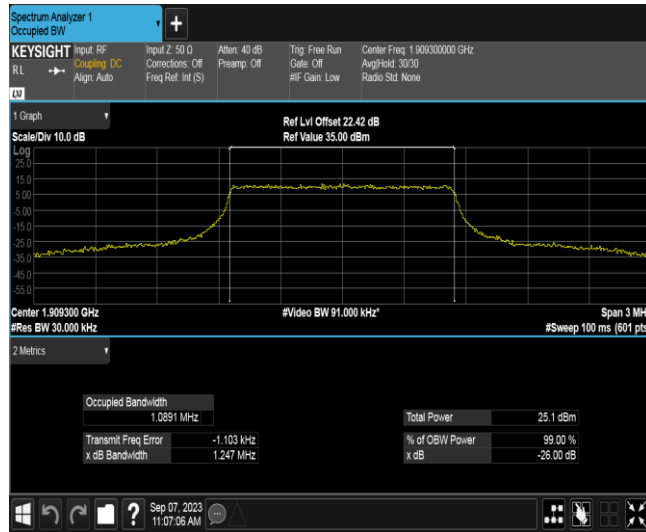 Spectrum Analyzer 1
Occupied BW
+
KEYSIGHT
R L
LXI
Input: RF
Coupling: DC
Align: Auto
Input Z: 50 Ω
Corrections: Off
Freq Ref: Int (S)
Atten: 40 dB
Preamp: Off
Trig: Free Run
Gate: Off
#IF Gain: Low
Center Freq: 1.909300000 GHz
Avg|Hold: 30/30
Radio Std: None
1 Graph
Ref Lvl Offset 22.42 dB
Scale/Div 10.0 dB
Ref Value 35.00 dBm
Log
25.0
15.0
5.00
-5.00
-15.0
-25.0
-35.0
-45.0
-55.0
Center 1.909300 GHz
#Video BW 91.000 kHz*
Span 3 MH
#Res BW 30.000 kHz
#Sweep 100 ms (601 pts
2 Metrics
Occupied Bandwidth
1.0891 MHz
Total Power 25.1 dBm
Transmit Freq Error -1.103 kHz
% of OBW Power 99.00 %
x dB Bandwidth 1.247 MHz
x dB -26.00 dB
?
Sep 07, 2023
11:07:06 AM